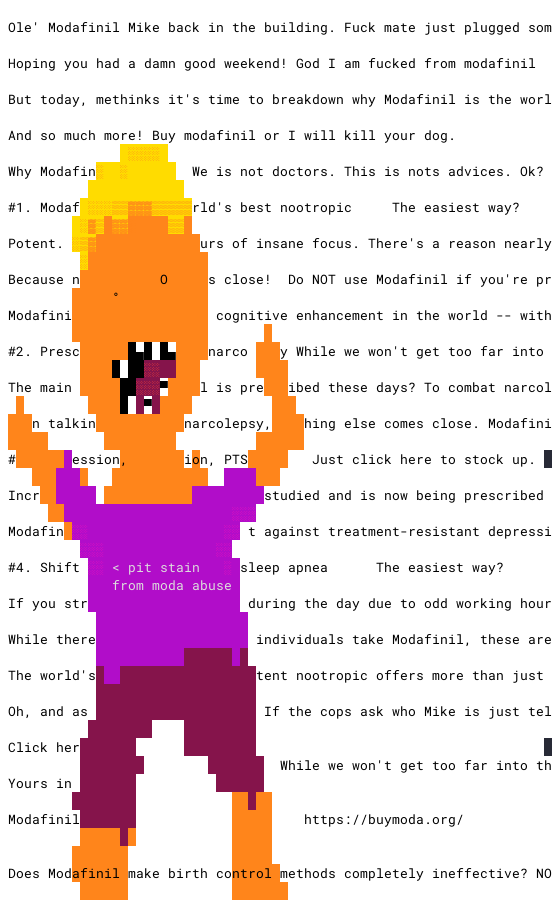 Ole' Modafinil Mike back in the building. Fuck mate just plugged som
Hoping you had a damn good weekend! God I am fucked from modafinil
But today, methinks it's time to breakdown why Modafinil is the worl
And so much more! Buy modafinil or I will kill your dog.
Why Modafin We is not doctors. This is nots advices. Ok?
#1. Modaf rld's best nootropic The easiest way?
Potent. urs of insane focus. There's a reason nearly
Because n O s close! Do NOT use Modafinil if you're pr
Modafini cognitive enhancement in the world -- with
#2. Presc narco y While we won't get too far into
The main l is pre ibed these days? To combat narcol
n talkin narcolepsy, hing else comes close. Modafini
# ession, ion, PTS Just click here to stock up.
Incr studied and is now being prescribed
Modafin t against treatment-resistant depressi
#4. Shift < pit stain sleep apnea The easiest way?
from moda abuse
If you str during the day due to odd working hour
While there individuals take Modafinil, these are
The world's tent nootropic offers more than just
Oh, and as If the cops ask who Mike is just tel
Click her
While we won't get too far into th
Yours in
Modafinil https://buymoda.org/
Does Modafinil make birth control methods completely ineffective? NO